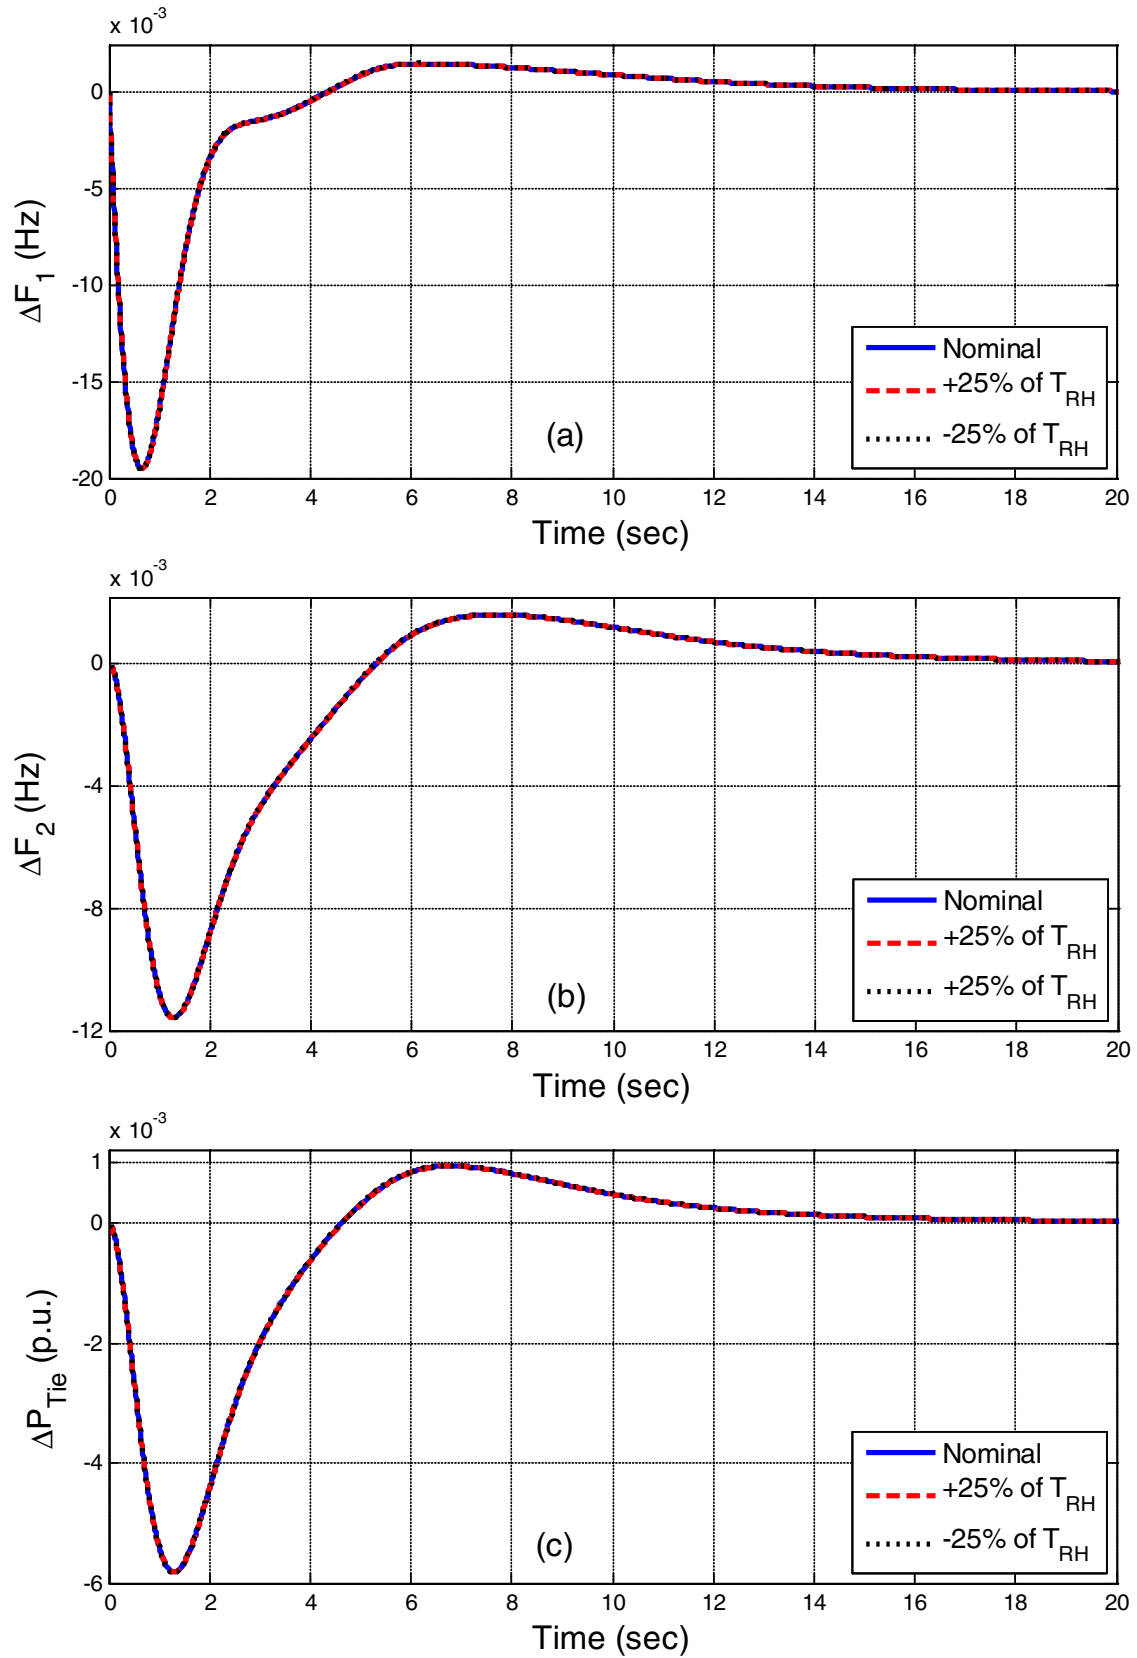 x 10-3
0
-5
-10
-15
-20
ΔF1 (Hz)
Nominal
+25% of TRH
-25% of TRH
(a)
0 2 4 6 8 10 12 14 16 18 20
Time (sec)
x 10-3
0
-4
-8
-12
ΔF2 (Hz)
Nominal
+25% of TRH
+25% of TRH
(b)
0 2 4 6 8 10 12 14 16 18 20
Time (sec)
x 10-3
1
0
-2
-4
-6
ΔPTie (p.u.)
Nominal
+25% of TRH
-25% of TRH
(c)
0 2 4 6 8 10 12 14 16 18 20
Time (sec)